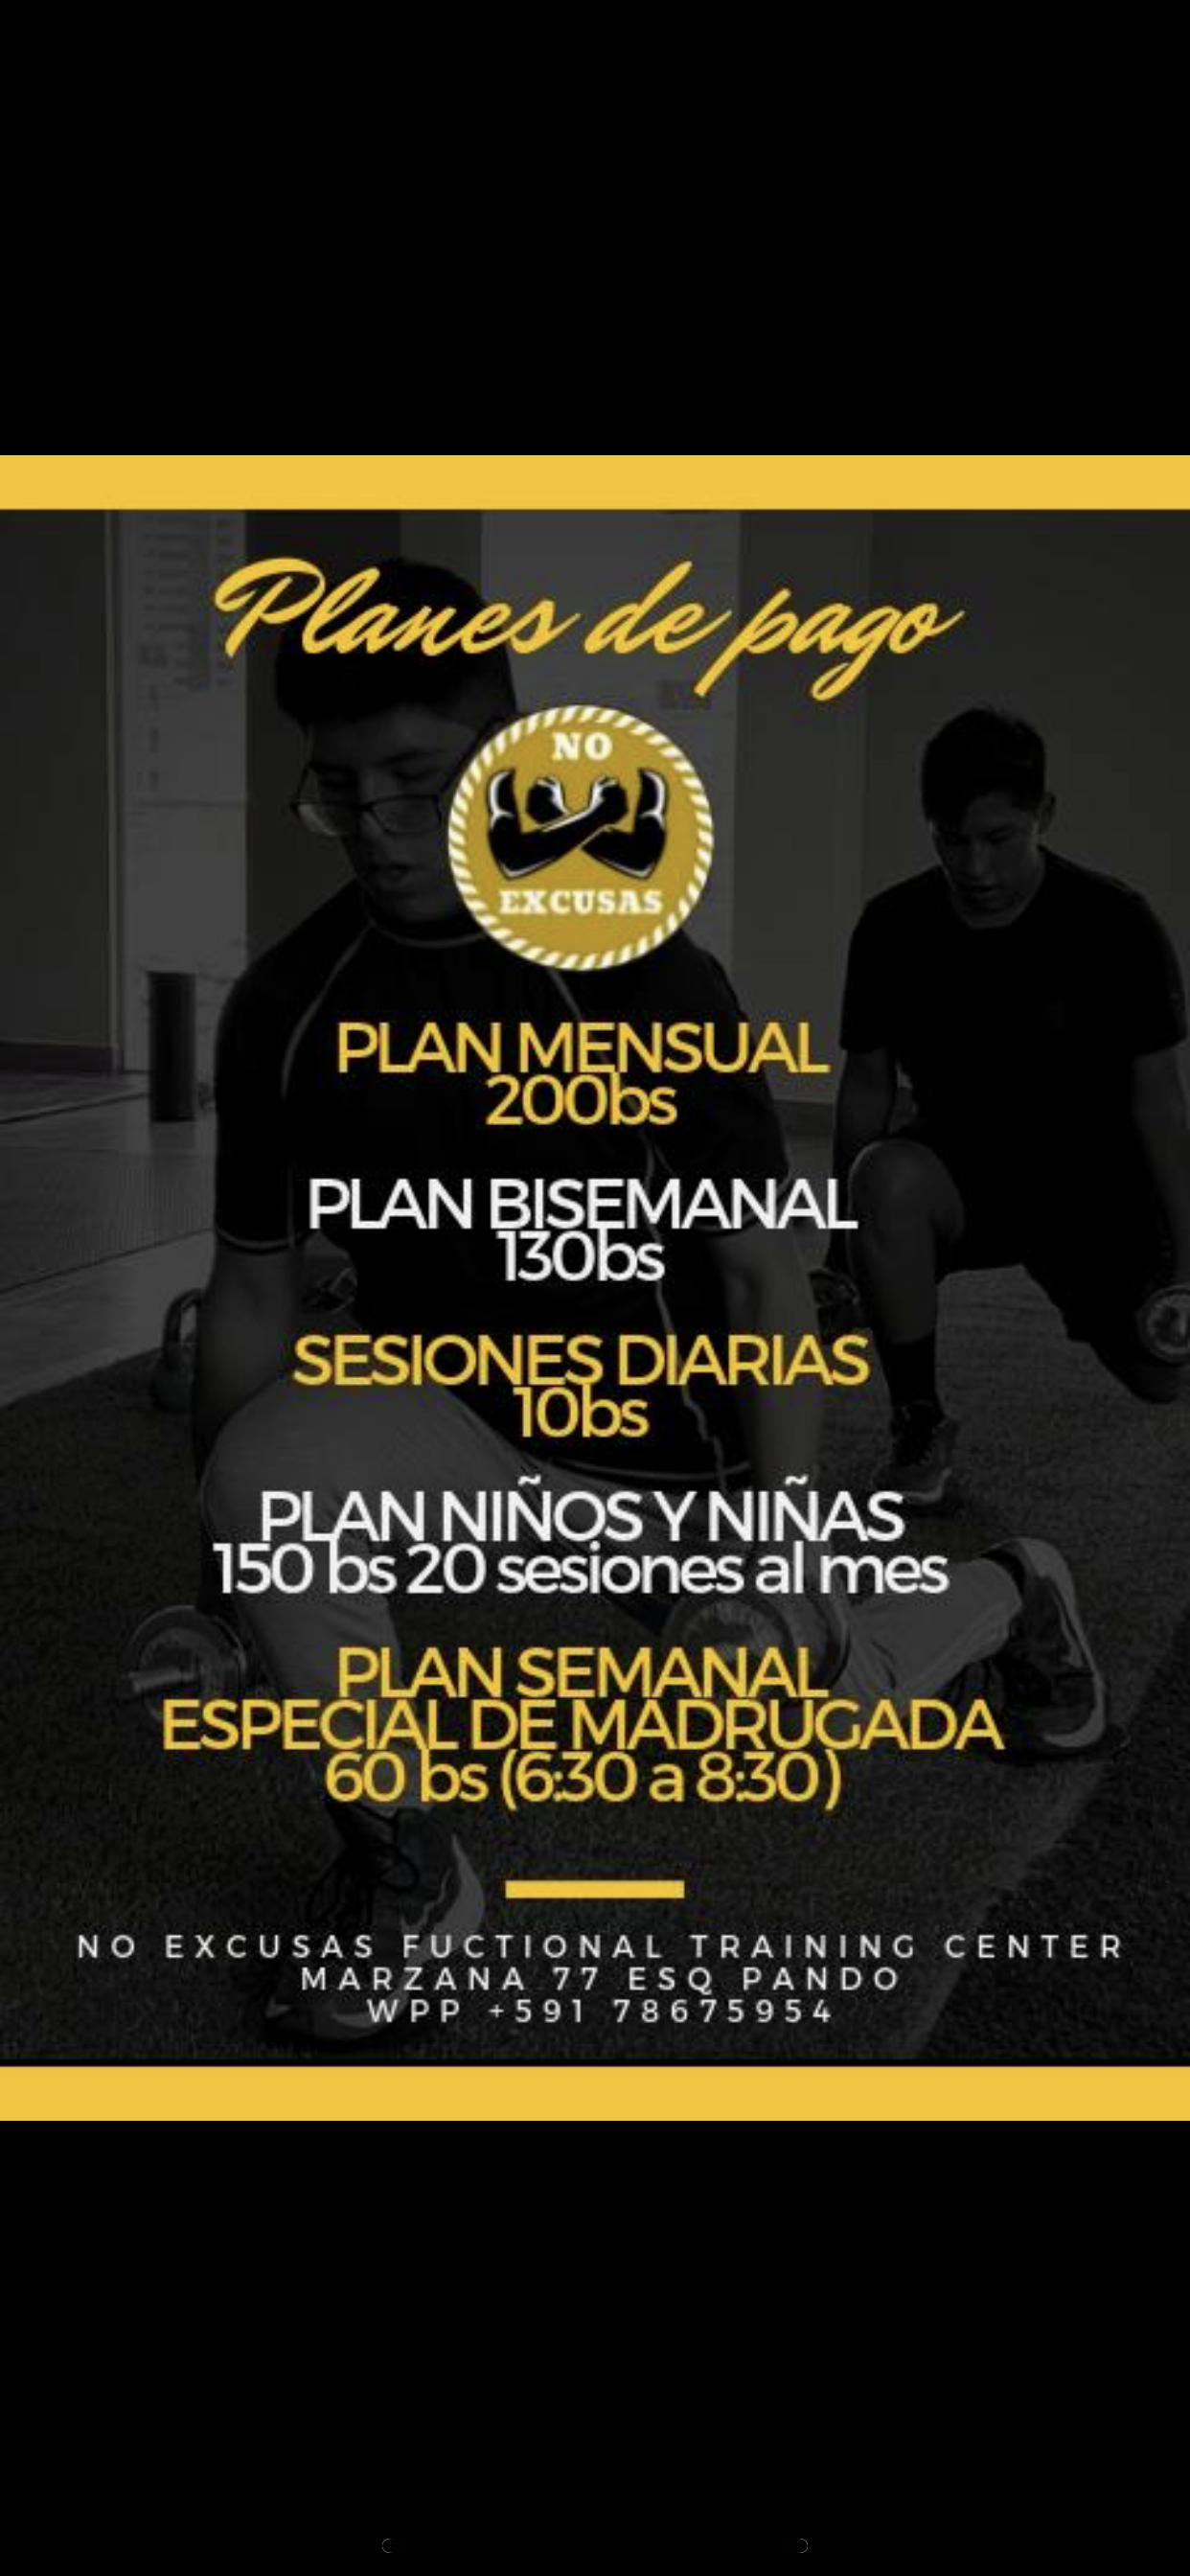 Planes de pago
NO
EXCUSAS
PLAN MENSUAL
200bs
PLAN BISEMANAL
130bs
SESIONES DIARIAS
10bs
PLAN NIÑOS Y NIÑAS
150 bs 20 sesiones al mes
PLAN SEMANAL
ESPECIAL DE MADRUGADA
60 bs (6:30 a 8:30)
NO EXCUSAS FUCTIONAL TRAINING CENTER
MARZANA 77 ESQ PANDO
WPP +591 78675954